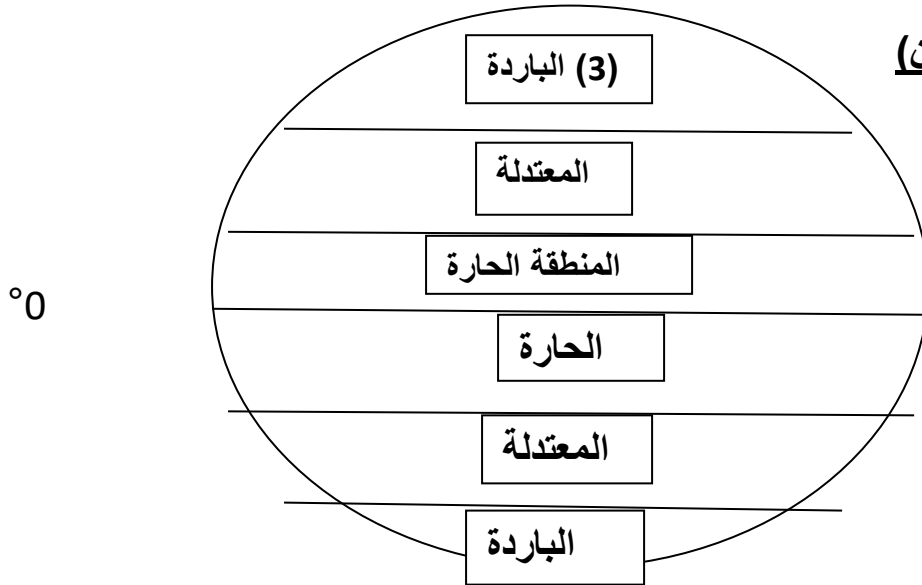 (3) الباردة
المعتدلة
المنطقة الحارة
°0
الحارة
المعتدلة
الباردة